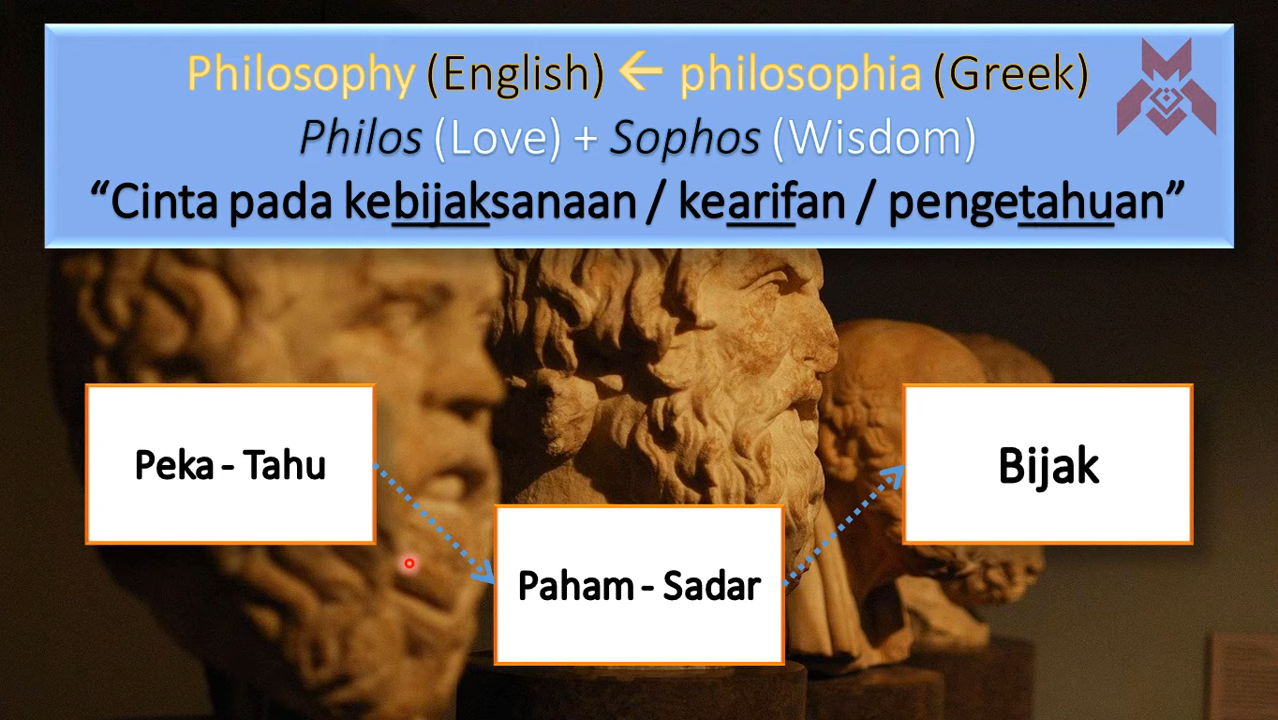 Philosophy (English) ← philosophia (Greek)
Philos (Love) + Sophos (Wisdom)
“Cinta pada kebijaksanaan / kearifan / pengetahuan”
Peka - Tahu
Paham - Sadar
Bijak